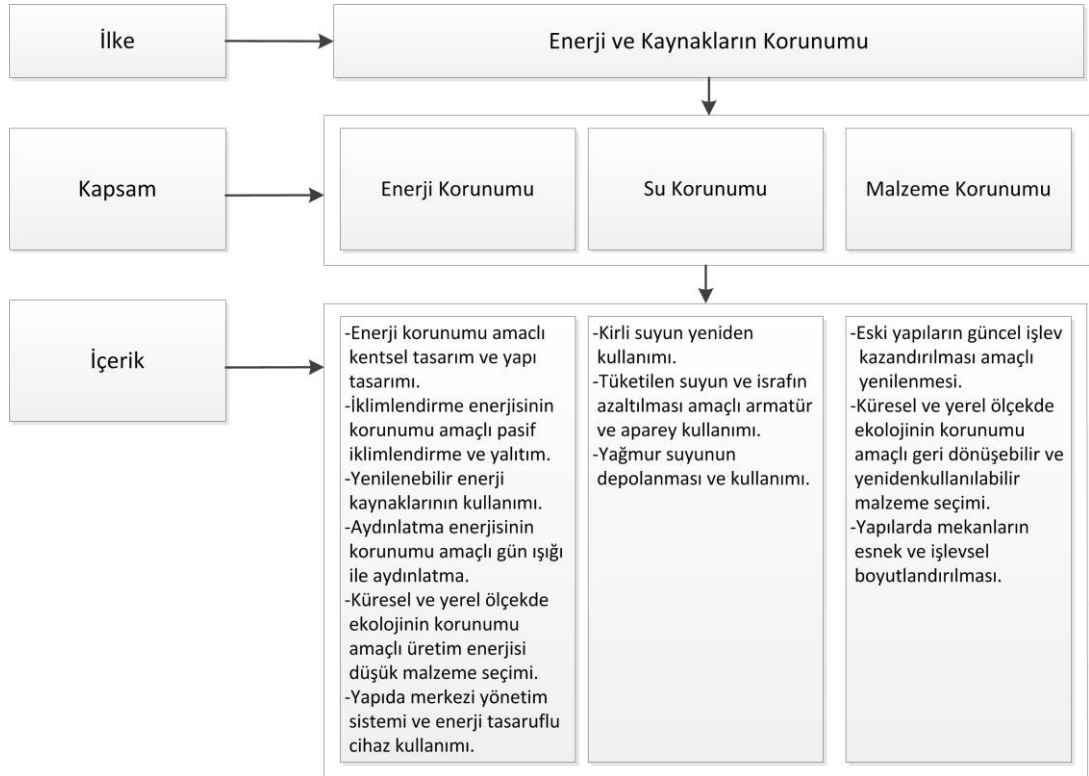 İlke
Enerji ve Kaynakların Korunumu
Kapsam
Enerji Korunumu
Su Korunumu
Malzeme Korunumu
İçerik
-Enerji korunumu amaclı
kentsel tasarım ve yapı
tasarımı.
-İklimlendirme enerjisinin
korunumu amaçlı pasif
iklimlendirme ve yalıtım.
-Yenilenebilir enerji
kaynaklarının kullanımı.
-Aydınlatma enerjisinin
korunumu amaçlı gün ışığı
ile aydınlatma.
-Küresel ve yerel ölçekde
ekolojinin korunumu
amaçlı üretim enerjisi
düşük malzeme seçimi.
-Yapıda merkezi yönetim
sistemi ve enerji tasaruflu
cihaz kullanımı.
-Kirli suyun yeniden
kullanımı.
-Tüketilen suyun ve israfın
azaltılması amaçlı armatür
ve aparey kullanımı.
-Yağmur suyunun
depolanması ve kullanımı.
-Eski yapıların güncel işlev
kazandırılması amaçlı
yenilenmesi.
-Küresel ve yerel ölçekde
ekolojinin korunumu
amaçlı geri dönüşebilir ve
yenidenkullanılabilir
malzeme seçimi.
-Yapılarda mekanların
esnek ve işlevsel
boyutlandırılması.